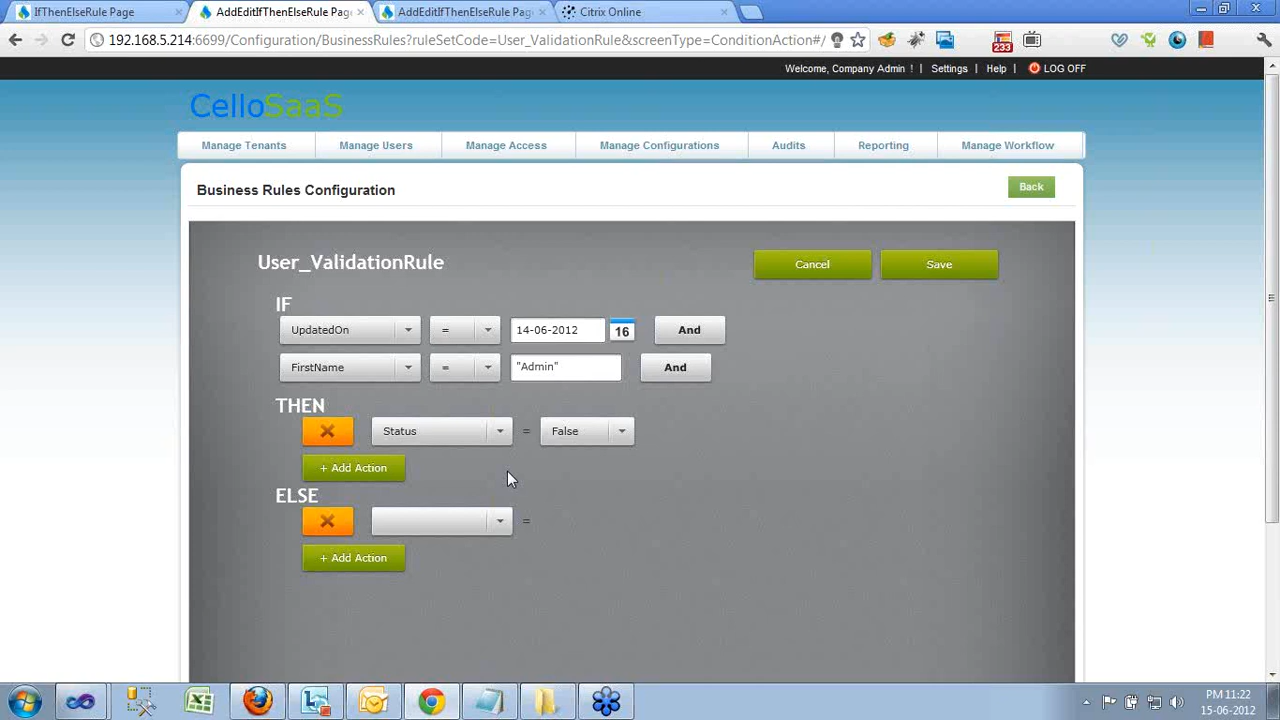 IfThenElseRule Page
AddEditIfThenElseRule Pag
AddEditIfThenElseRule Pag
Citrix Online
192.168.5.214:6699/Configuration/BusinessRules?ruleSetCode=User_ValidationRule&screenType=ConditionAction#/
233
Welcome, Company Admin ! Settings Help LOG OFF
CelloSaaS
Manage Tenants Manage Users Manage Access Manage Configurations Audits Reporting Manage Workflow
Business Rules Configuration
Back
User_ValidationRule
Cancel
Save
IF
UpdatedOn = 14-06-2012 16 And
FirstName = "Admin" And
THEN
Status = False
+ Add Action
ELSE
=
+ Add Action
PM 11:22
15-06-2012